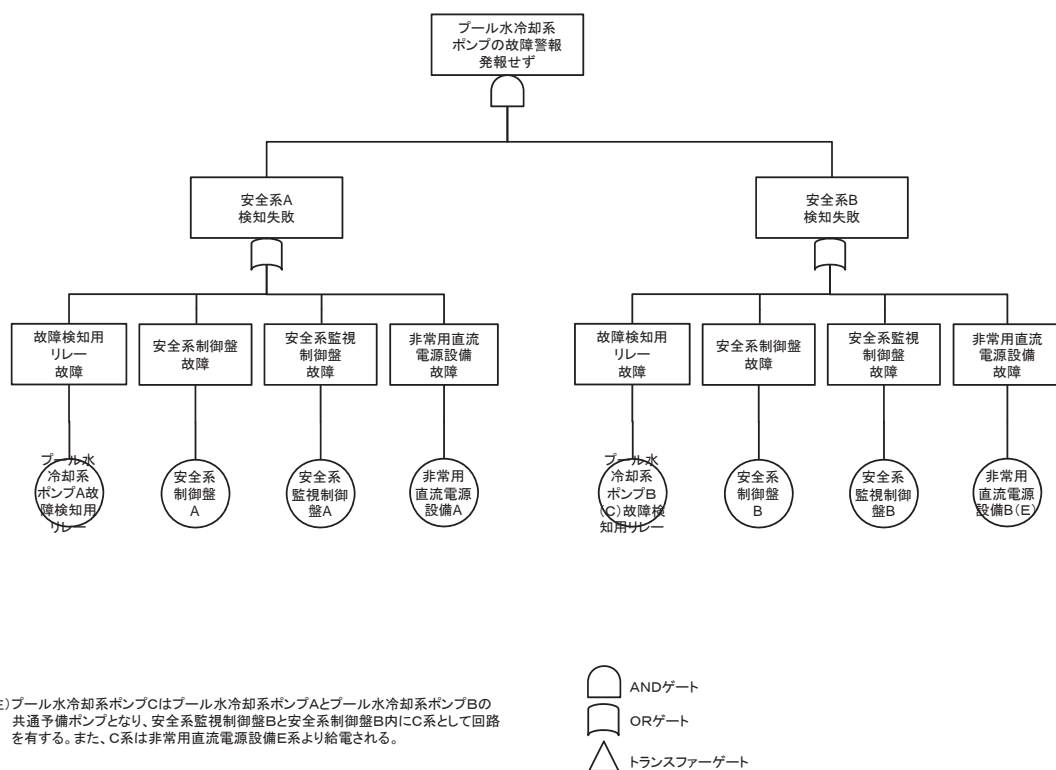 プール水冷却系
ポンプの故障警報
発報せず
安全系A
検知失敗
安全系B
検知失敗
故障検知用
リレー
故障
安全系制御盤
故障
安全系監視
制御盤
故障
非常用直流
電源設備
故障
故障検知用
リレー
故障
安全系制御盤
故障
安全系監視
制御盤
故障
非常用直流
電源設備
故障
プール水
冷却系
ポンプA故
障検知用
リレー
安全系
制御盤
A
安全系
監視制御
盤A
非常用
直流電源
設備A
プール水
冷却系
ポンプB
(C)故障検
知用リレー
安全系
制御盤
B
安全系
監視制御
盤B
非常用
直流電源
設備B(E)
)プール水冷却系ポンプCはプール水冷却系ポンプAとプール水冷却系ポンプBの
共通予備ポンプとなり、安全系監視制御盤Bと安全系制御盤B内にC系として回路
を有する。また、C系は非常用直流電源設備E系より給電される。
ANDゲート
ORゲート
トランスファーゲート